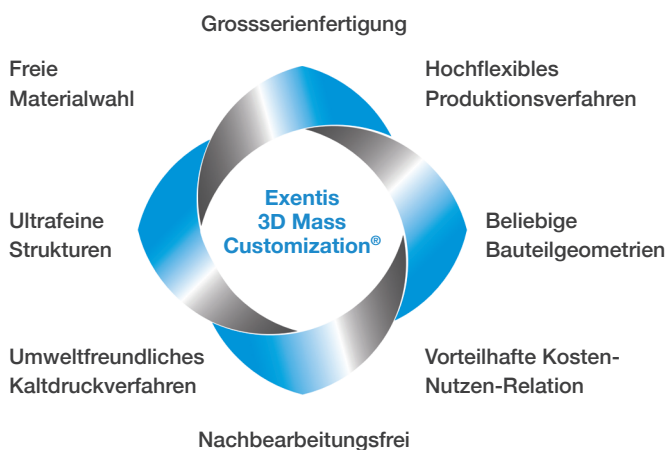 Grossserienfertigung
Freie
Materialwahl
Hochflexibles
Produktionsverfahren
Exentis
3D Mass
Customization®
Ultrafeine
Strukturen
Beliebige
Bauteilgeometrien
Umweltfreundliches
Kaltdruckverfahren
Vorteilhafte Kosten-
Nutzen-Relation
Nachbearbeitungsfrei